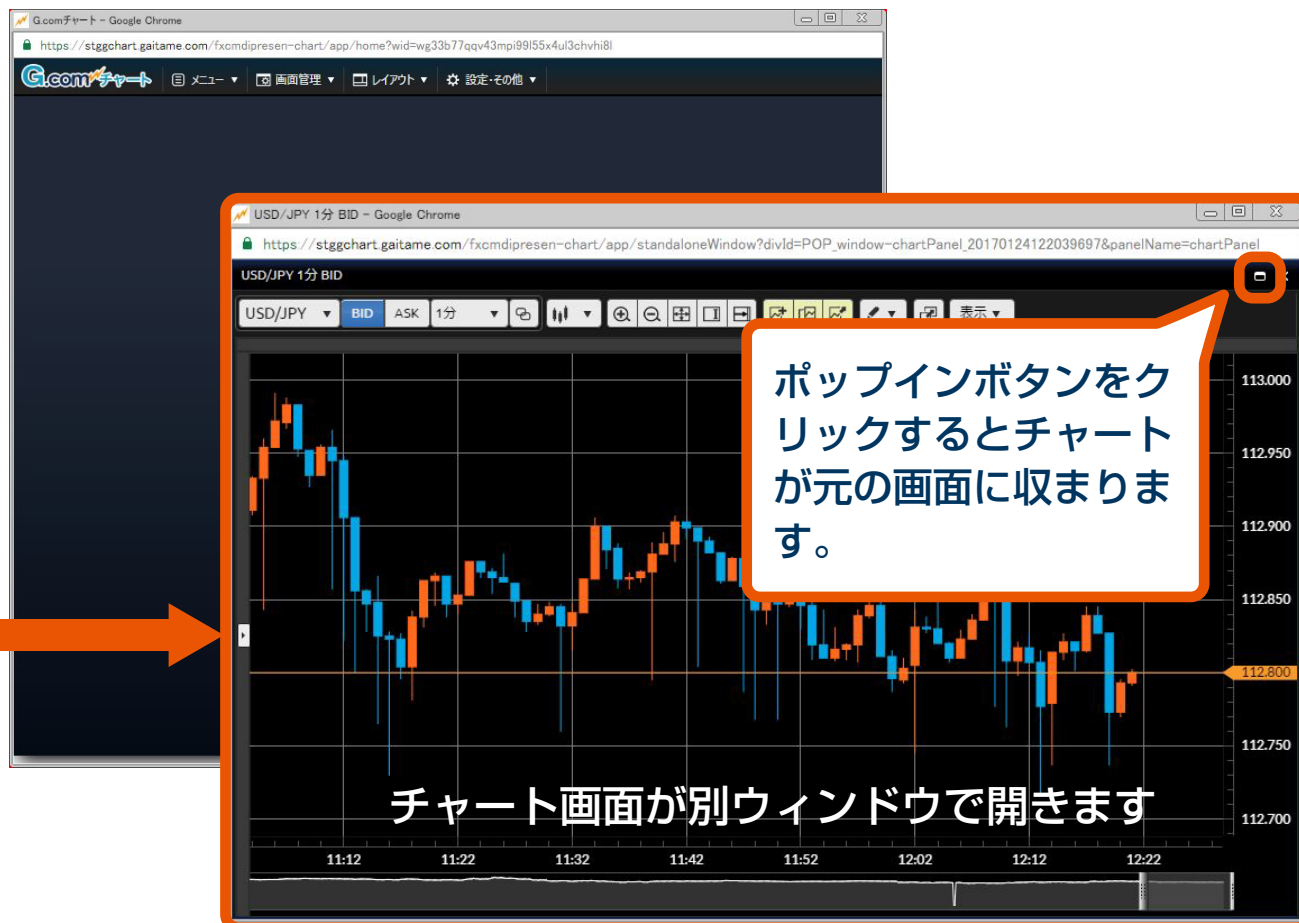 G.comチャート - Google Chrome
https://stggchart.gaitame.com/fxcmdipresen-chart/app/home?wid=wg33b77qqv43mpi99l55x4ul3chvhi8l
G.comチャート メニュー ▼ 画面管理 ▼ レイアウト ▼ 設定・その他 ▼
USD/JPY 1分 BID - Google Chrome
https://stggchart.gaitame.com/fxcmdipresen-chart/app/standaloneWindow?divId=POP_window-chartPanel_20170124122039697&panelName=chartPanel
USD/JPY 1分 BID
USD/JPY ▼ BID ASK 1分 ▼ ▼ ▼ 表示 ▼
ポップインボタンをク
リックするとチャート
が元の画面に収まりま
す。
113.000
112.950
112.900
112.850
112.800
112.750
112.700
チャート画面が別ウィンドウで開きます
11:12 11:22 11:32 11:42 11:52 12:02 12:12 12:22